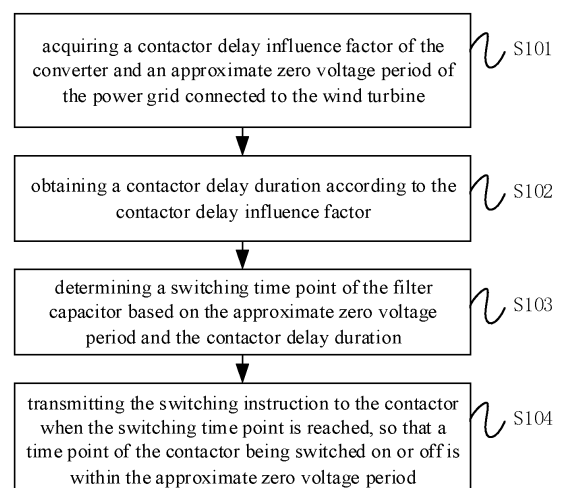 acquiring a contactor delay influence factor of the
converter and an approximate zero voltage period of
the power grid connected to the wind turbine
S101
obtaining a contactor delay duration according to the
contactor delay influence factor
S102
determining a switching time point of the filter
capacitor based on the approximate zero voltage
period and the contactor delay duration
S103
transmitting the switching instruction to the contactor
when the switching time point is reached, so that a
time point of the contactor being switched on or off is
within the approximate zero voltage period
S104